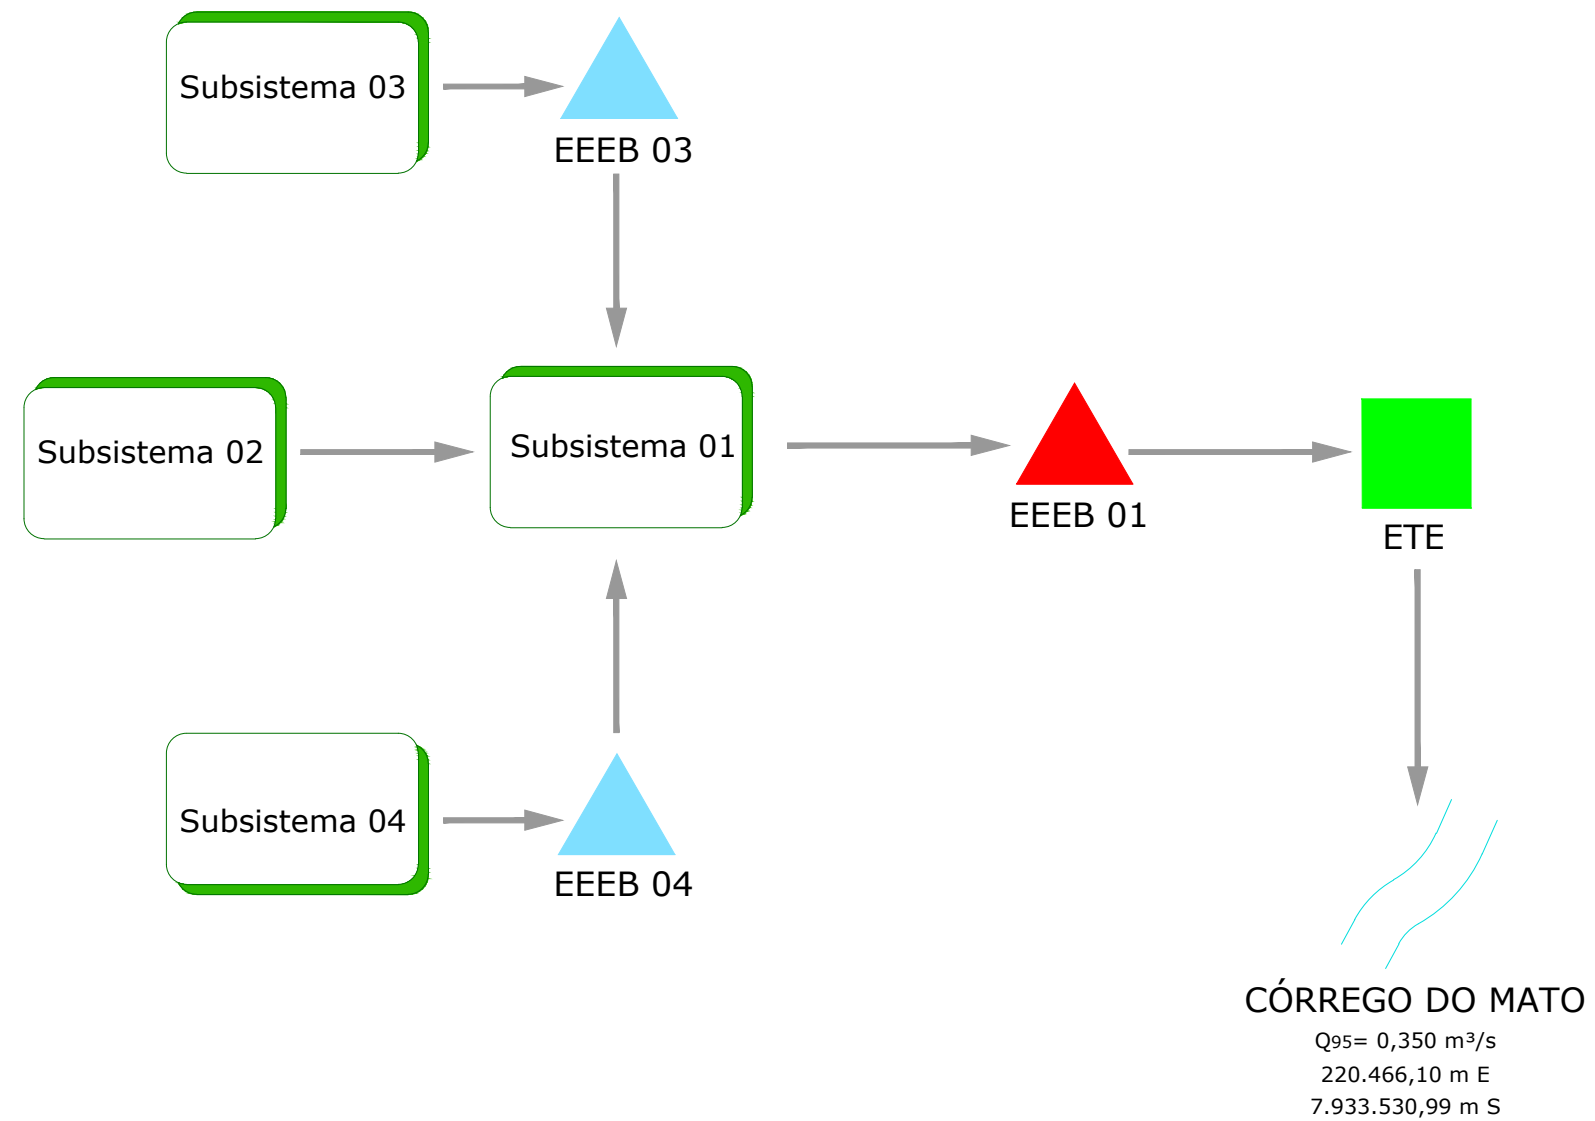 Subsistema 03
EEEB 03
Subsistema 02
Subsistema 01
EEEB 01
ETE
Subsistema 04
EEEB 04
CÓRREGO DO MATO
Q95= 0,350 m³/s
220.466,10 m E
7.933.530,99 m S